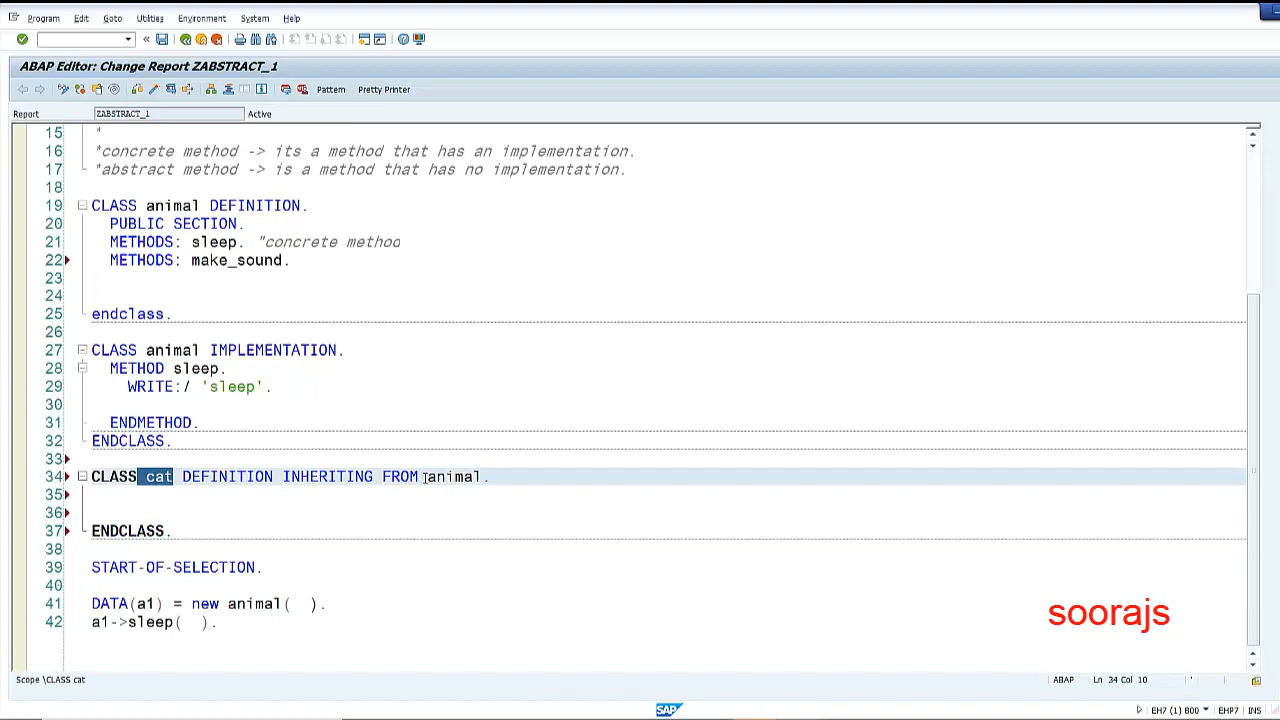 Program Edit Goto Utilities Environment System Help
«
ABAP Editor: Change Report ZABSTRACT_1
Pattern Pretty Printer
Report ZABSTRACT_1 Active
15 *
16 *concrete method -> its a method that has an implementation.
17 *abstract method -> is a method that has no implementation.
18
19 CLASS animal DEFINITION.
20 PUBLIC SECTION.
21 METHODS: sleep. "concrete method
22 METHODS: make_sound.
23
24
25 endclass.
26
27 CLASS animal IMPLEMENTATION.
28 METHOD sleep.
29 WRITE:/ 'sleep'.
30
31 ENDMETHOD.
32 ENDCLASS.
33
34 CLASS cat DEFINITION INHERITING FROM animal.
35
36
37 ENDCLASS.
38
39 START-OF-SELECTION.
40
41 DATA(a1) = new animal(  ).
42 a1->sleep(  ).
soorajs
Scope \CLASS cat ABAP Ln 34 Col 10
SAP EH7 (1) 800 EHP7 INS